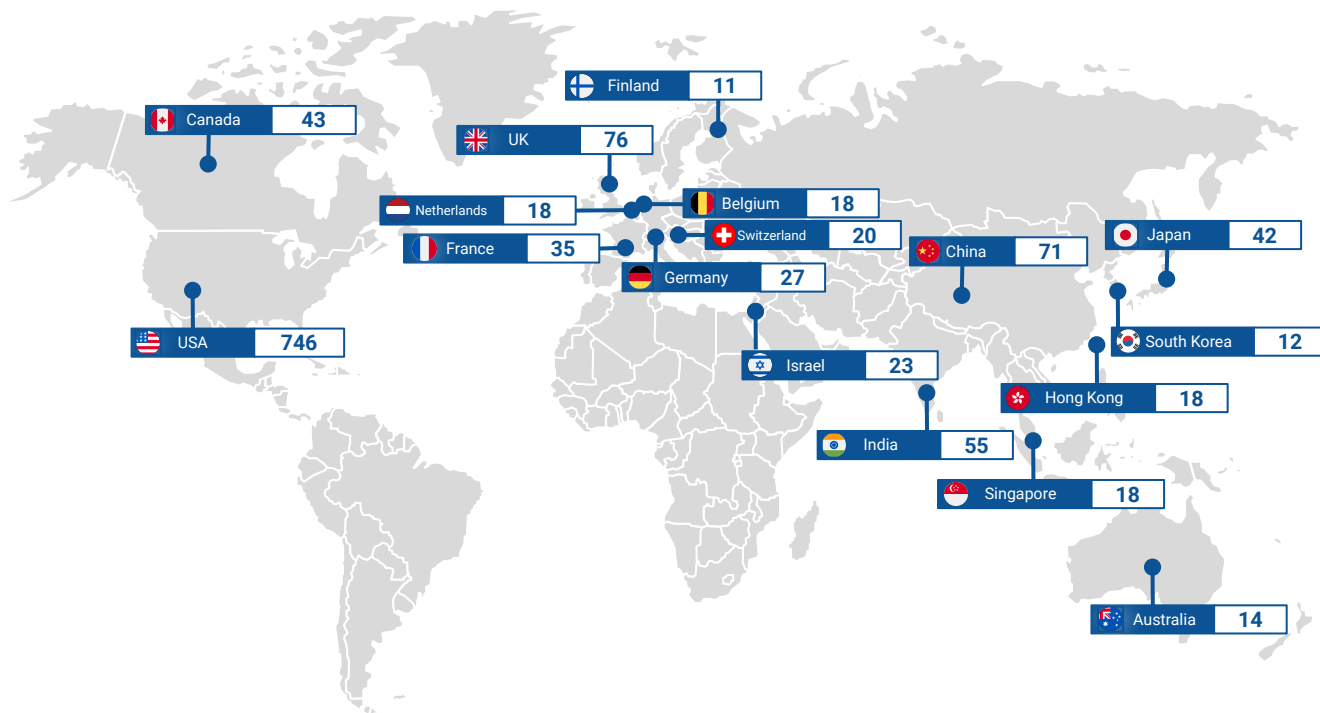 Finland 11
Canada 43
UK 76
Netherlands 18
Belgium 18
France 35
Switzerland 20
China 71
Japan 42
Germany 27
USA 746
South Korea 12
Israel 23
Hong Kong 18
India 55
Singapore 18
Australia 14